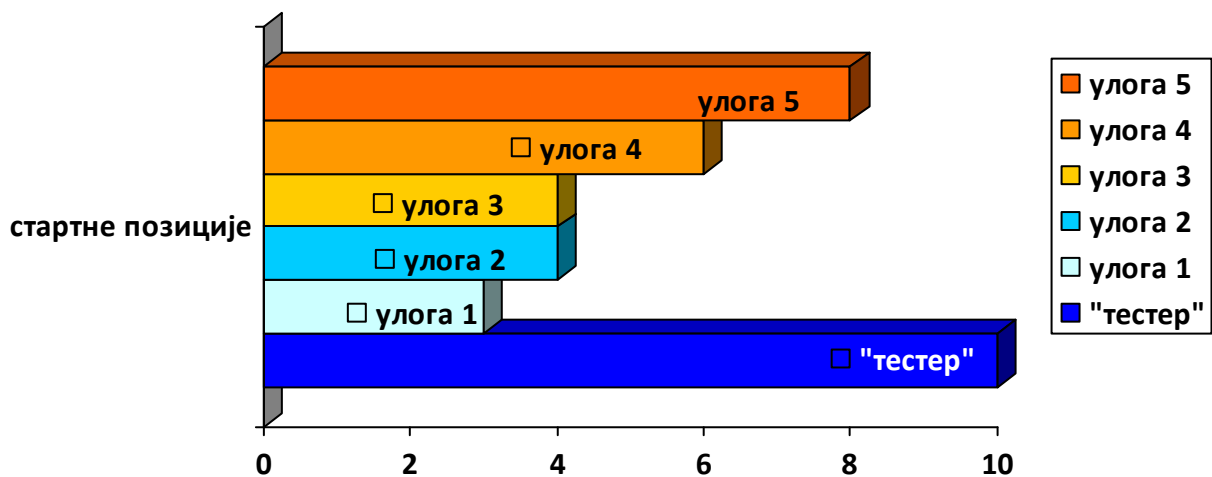 улога 5
улога 4
улога 3
улога 2
улога 1
"тестер"
стартне позиције
0 2 4 6 8 10
улога 5
улога 4
улога 3
улога 2
улога 1
"тестер"